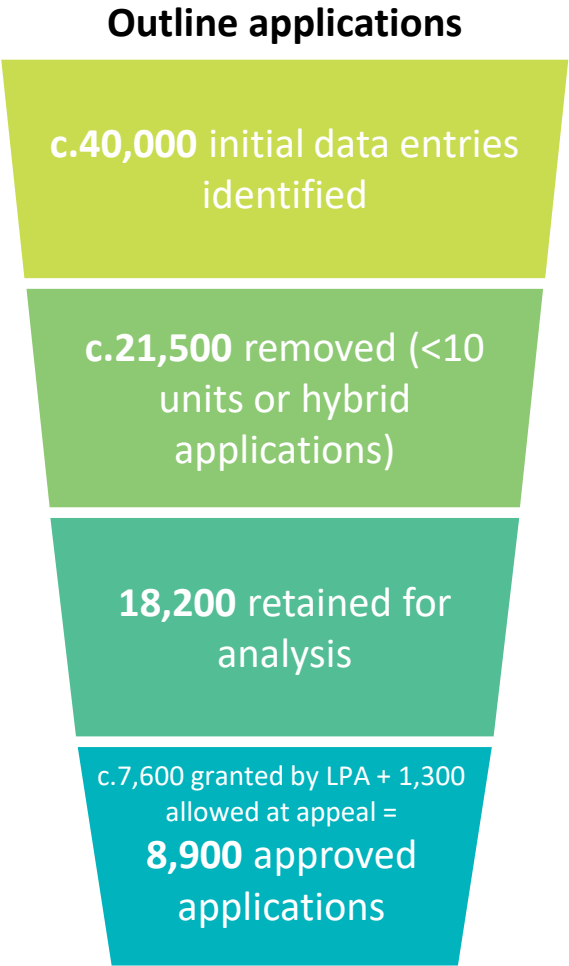 Outline applications
c.40,000 initial data entries
identified
c.21,500 removed (<10
units or hybrid
applications)
18,200 retained for
analysis
c.7,600 granted by LPA + 1,300
allowed at appeal =
8,900 approved
applications